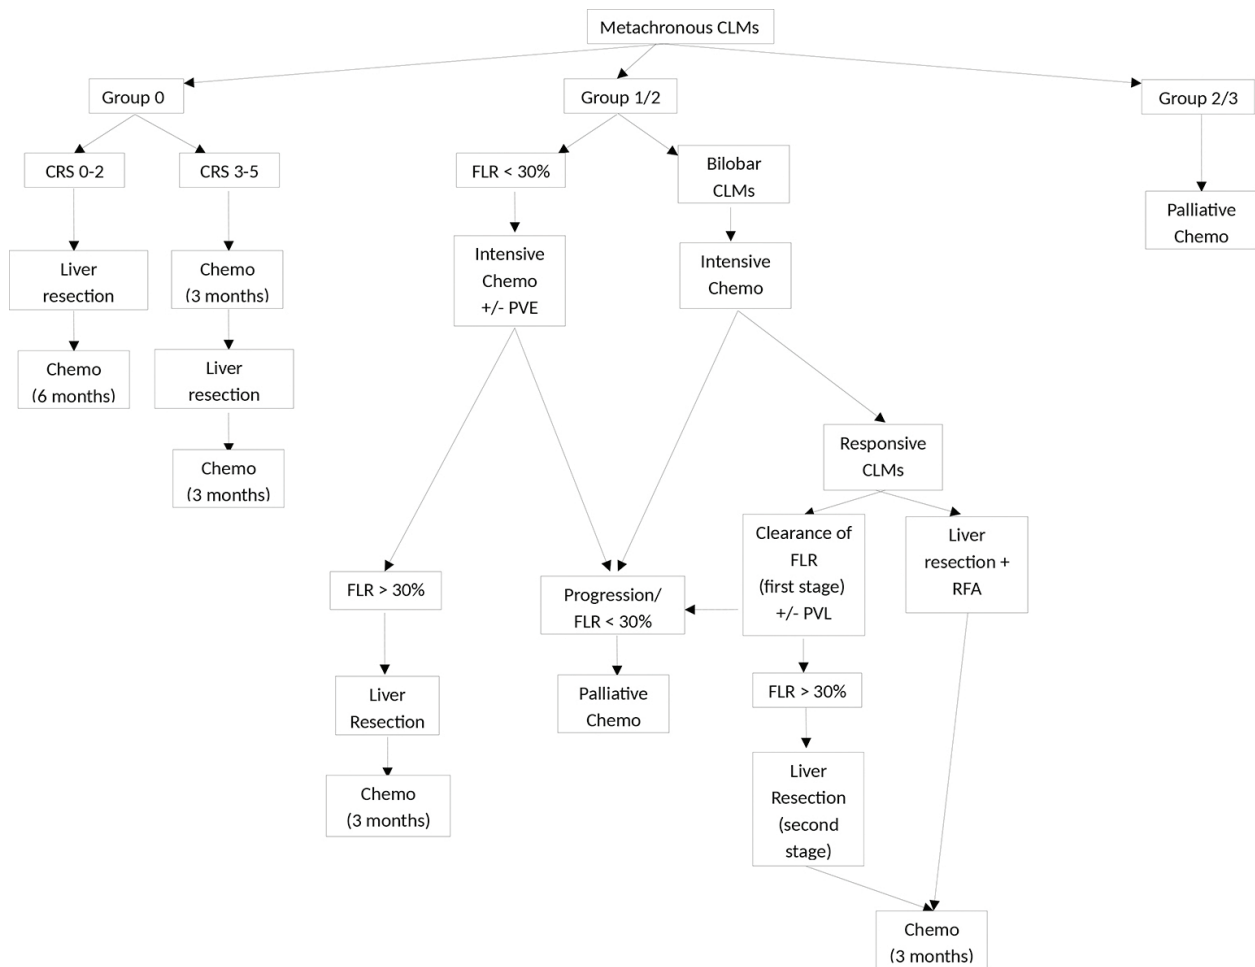 Metachronous CLMs
Group 0
Group 1/2
Group 2/3
CRS 0-2
CRS 3-5
FLR < 30%
Bilobar
CLMs
Palliative
Chemo
Liver
resection
Chemo
(3 months)
Intensive
Chemo
+/- PVE
Intensive
Chemo
Chemo
(6 months)
Liver
resection
Chemo
(3 months)
Responsive
CLMs
FLR > 30%
Progression/
FLR < 30%
Clearance of
FLR
(first stage)
+/- PVL
Liver
resection +
RFA
Liver
Resection
Palliative
Chemo
FLR > 30%
Chemo
(3 months)
Liver
Resection
(second
stage)
Chemo
(3 months)